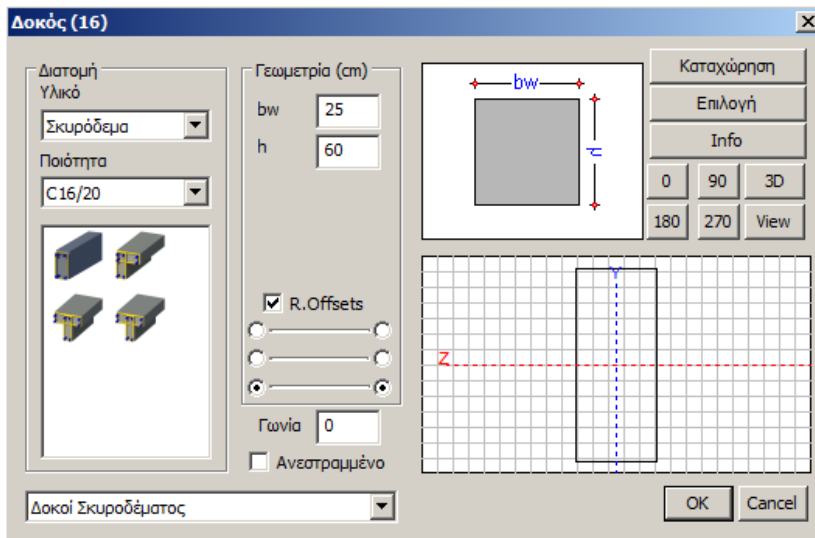 Δοκός (16)
Διατομή
Υλικό
Σκυρόδεμα
Ποιότητα
C16/20
Γεωμετρία (cm)
bw 25
h 60
R.Offsets
Γωνία 0
Ανεστραμμένο
Δοκοί Σκυροδέματος
bw
h
Καταχώρηση
Επιλογή
Info
0 90 3D
180 270 View
Y
Z
OK Cancel